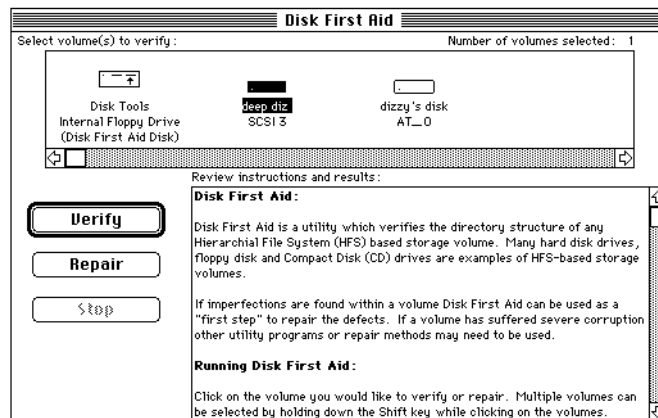 Disk First Aid
Select volume(s) to verify: Number of volumes selected: 1
Disk Tools
Internal Floppy Drive
(Disk First Aid Disk)
deep diz
SCSI 3
dizzy's disk
AT_0
Review instructions and results:
Verify
Repair
Stop
Disk First Aid:
Disk First Aid is a utility which verifies the directory structure of any
Hierarchial File System (HFS) based storage volume. Many hard disk drives,
floppy disk and Compact Disk (CD) drives are examples of HFS-based storage
volumes.
If imperfections are found within a volume Disk First Aid can be used as a
"first step" to repair the defects. If a volume has suffered severe corruption
other utility programs or repair methods may need to be used.
Running Disk First Aid:
Click on the volume you would like to verify or repair. Multiple volumes can
be selected by holding down the Shift key while clicking on the volumes.